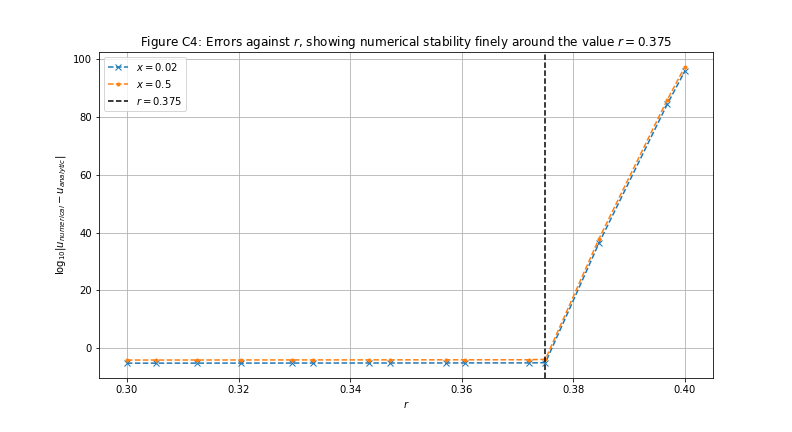 Figure C4: Errors against r, showing numerical stability finely around the value r = 0.375
100
80
60
40
20
0
log₁₀|u_numerical − u_analytic|
x = 0.02
x = 0.5
r = 0.375
0.30 0.32 0.34 0.36 0.38 0.40
r